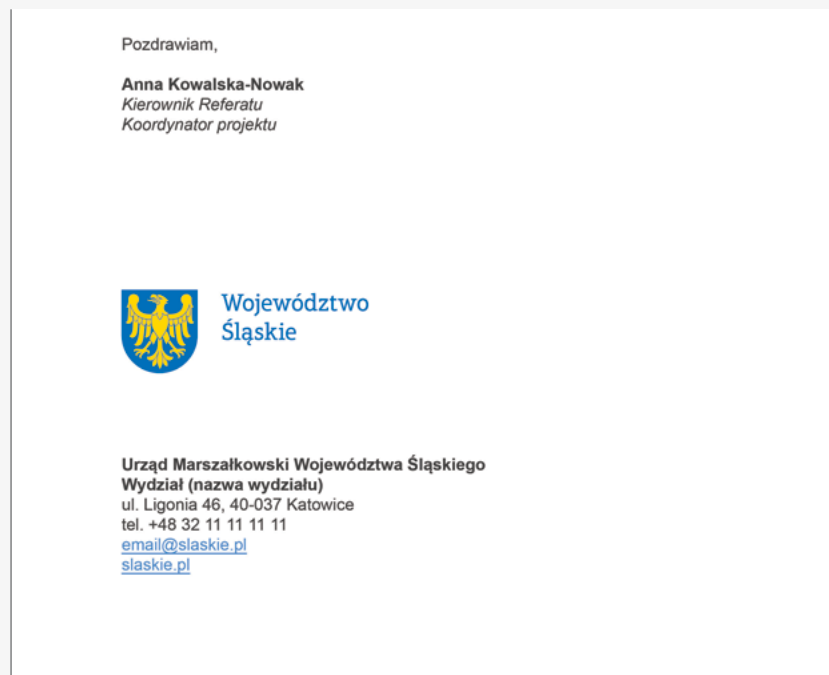 Pozdrawiam,
Anna Kowalska-Nowak
Kierownik Referatu
Koordynator projektu
Województwo
Śląskie
Urząd Marszałkowski Województwa Śląskiego
Wydział (nazwa wydziału)
ul. Ligonia 46, 40-037 Katowice
tel. +48 32 11 11 11 11
email@slaskie.pl
slaskie.pl